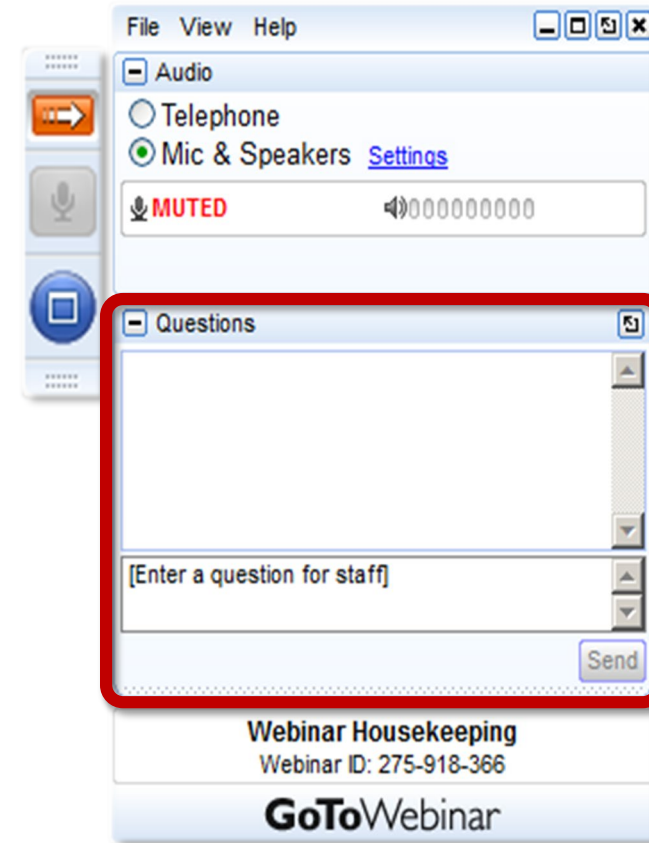 File View Help
Audio
Telephone
Mic & Speakers Settings
MUTED
Questions
[Enter a question for staff]
Send
Webinar Housekeeping
Webinar ID: 275-918-366
GoToWebinar